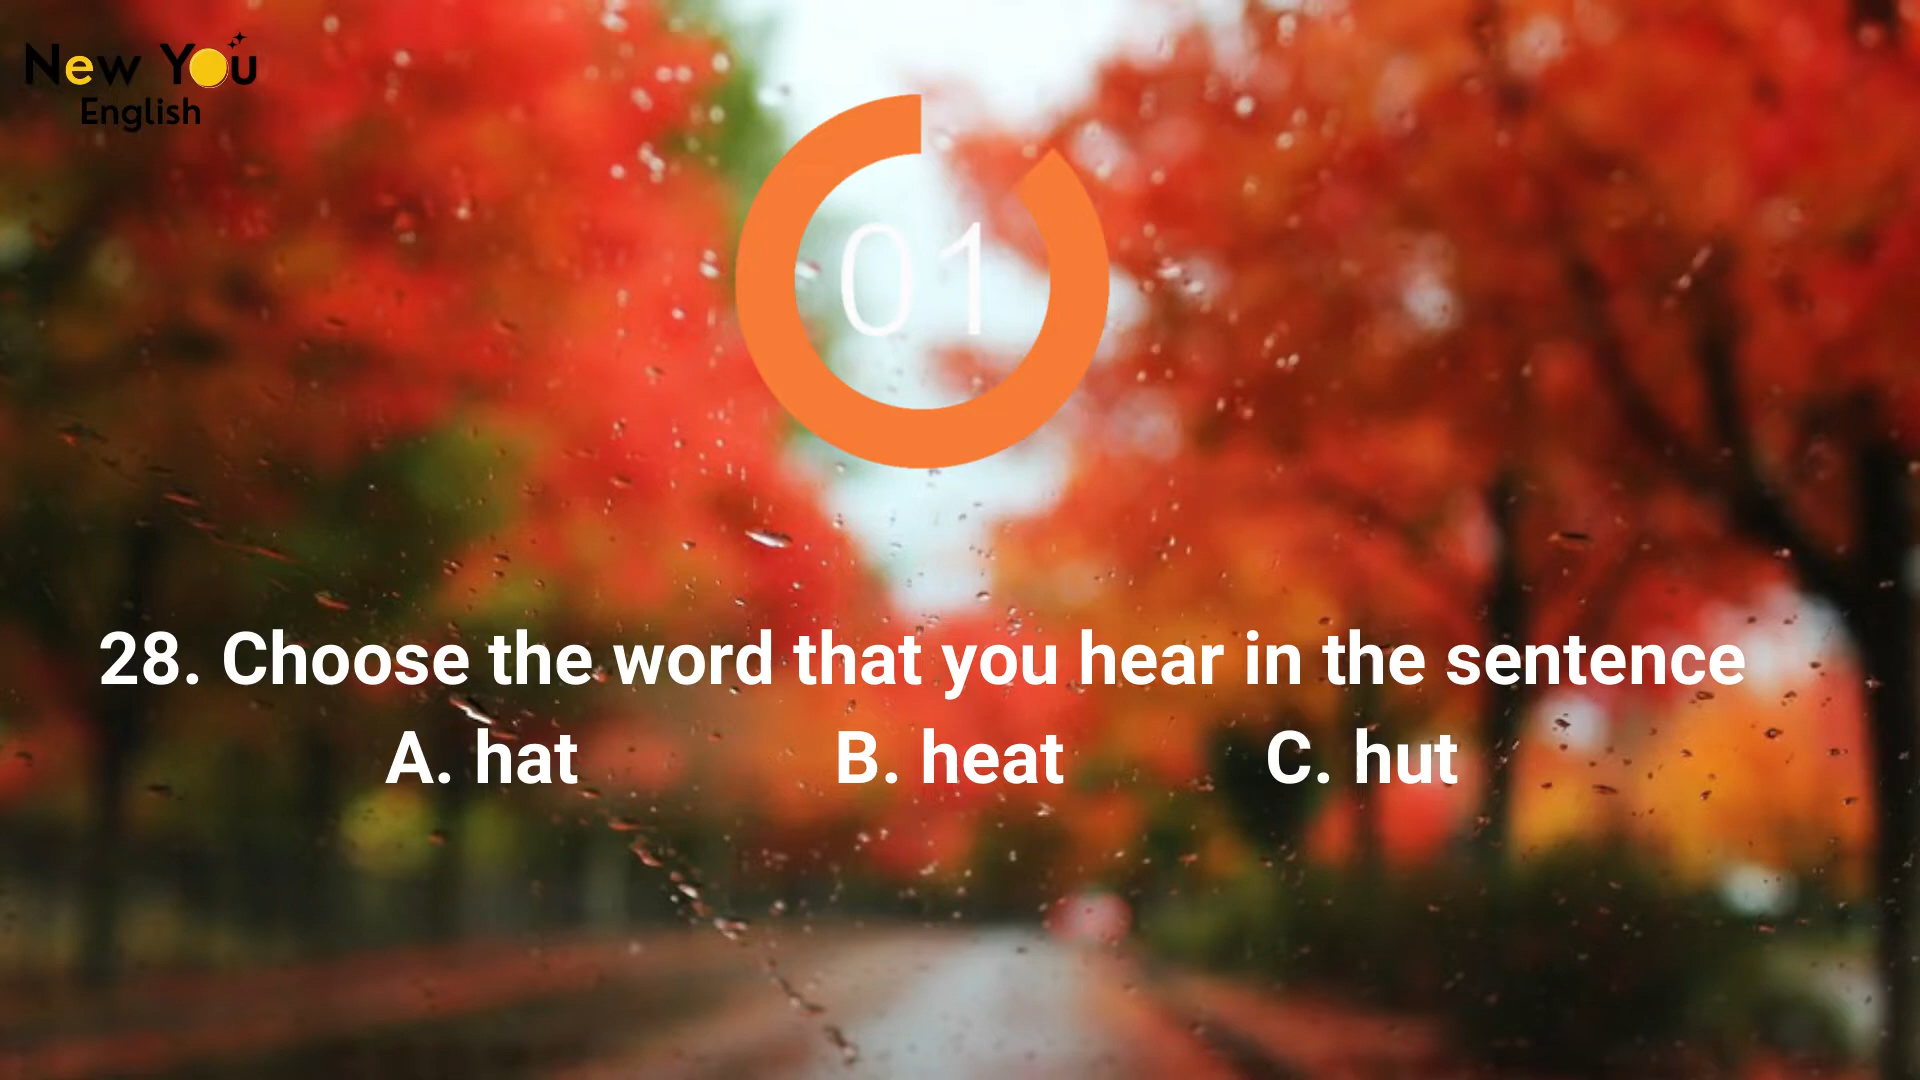 New You
English
01
28. Choose the word that you hear in the sentence
A. hat B. heat C. hut